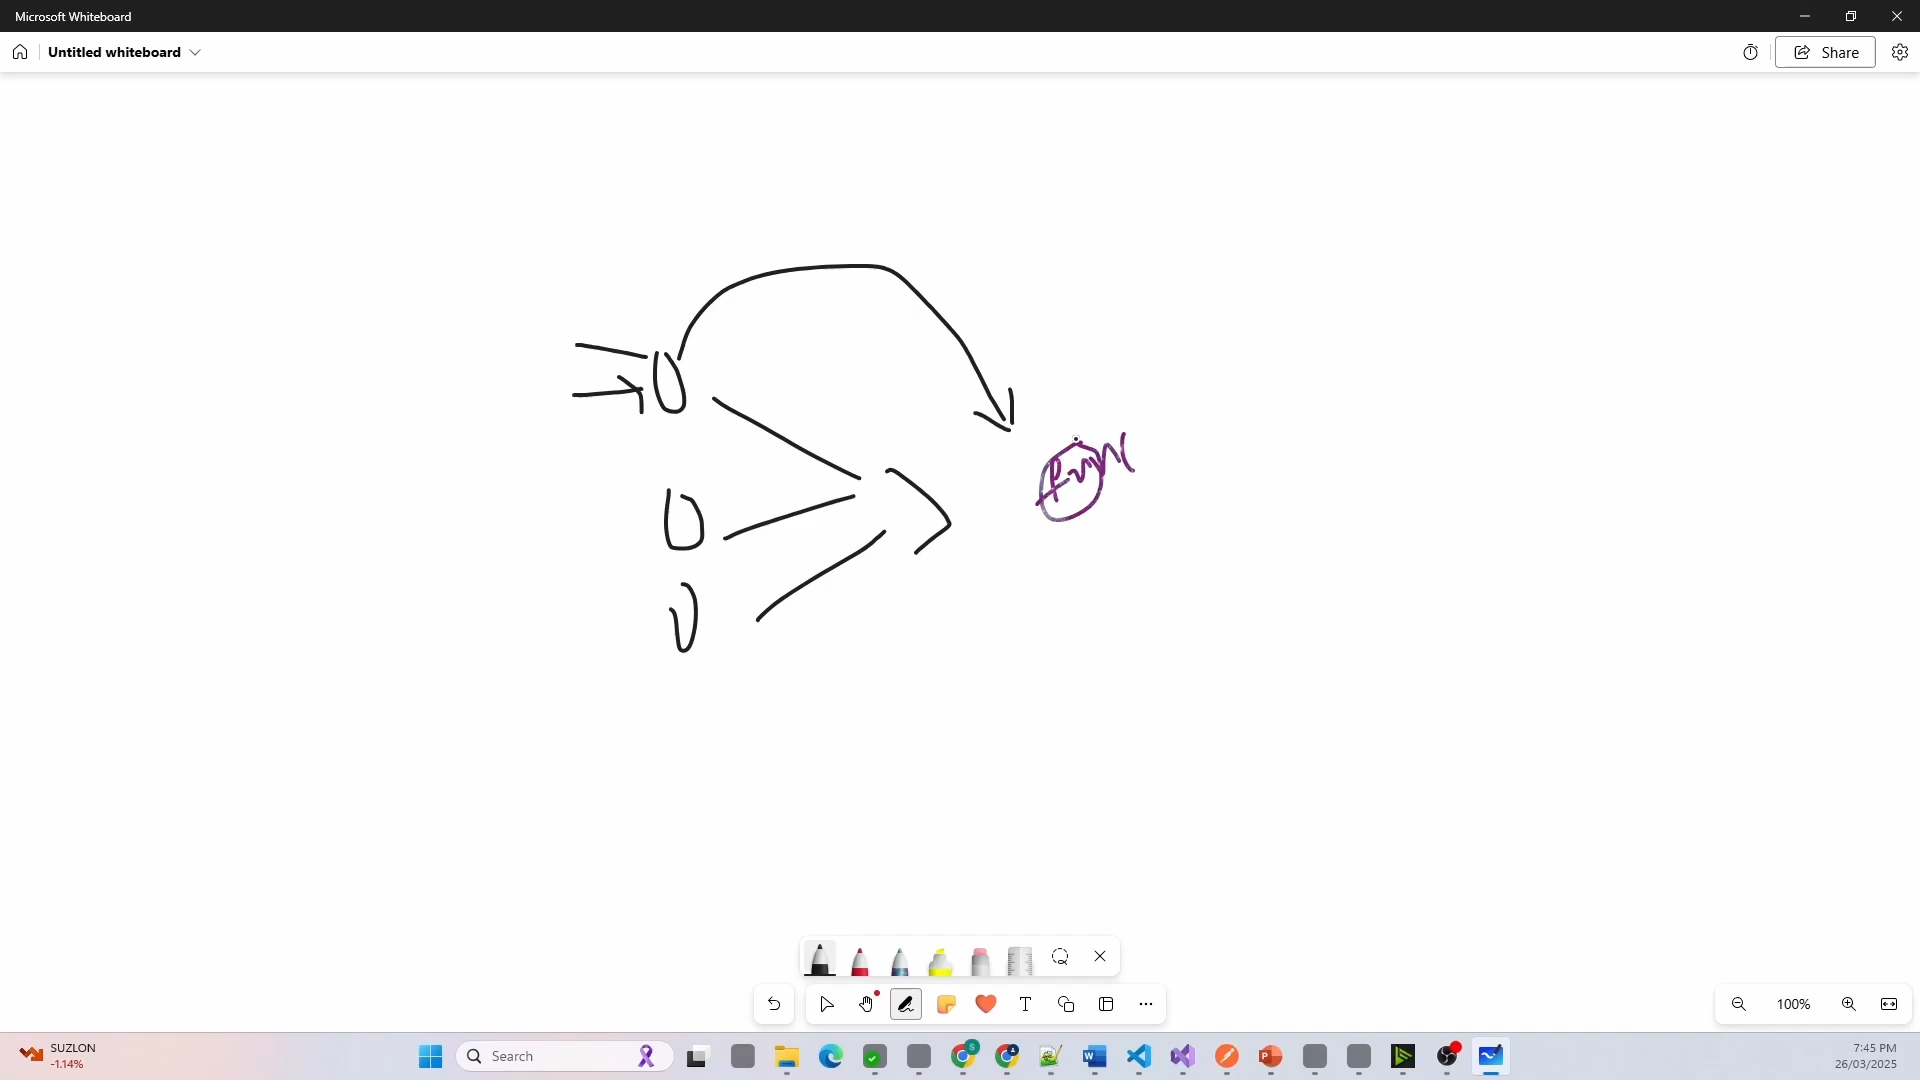 Microsoft Whiteboard
Untitled whiteboard
Share
100%
SUZLON
-1.14%
Search
7:45 PM
26/03/2025